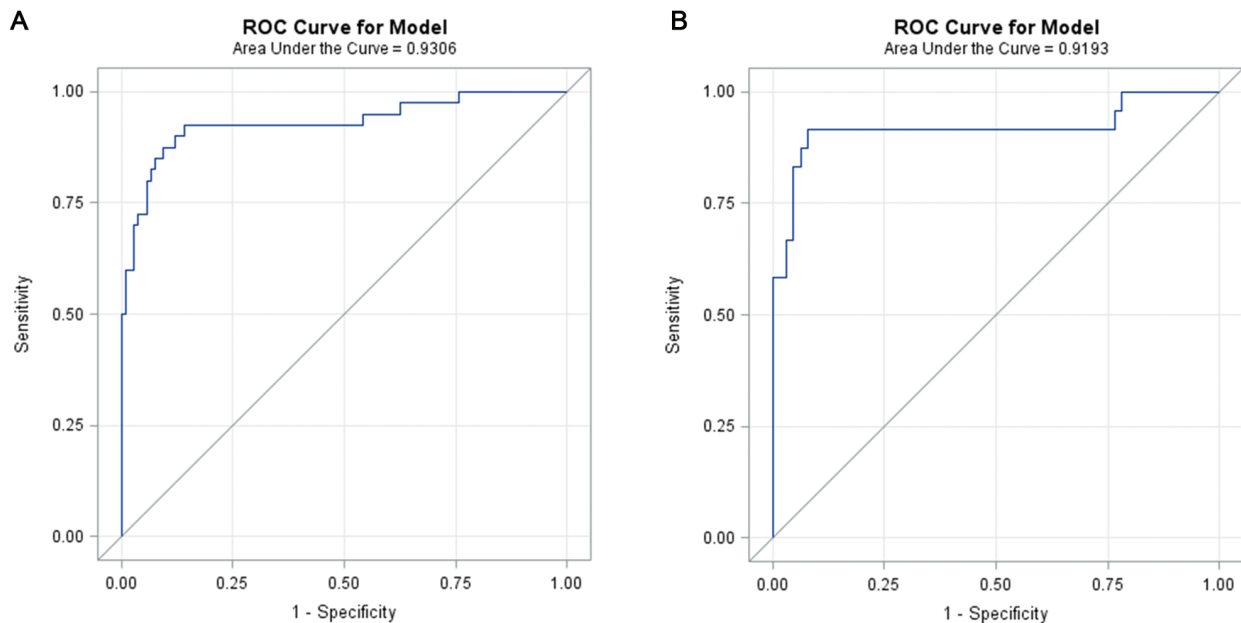 A
ROC Curve for Model
Area Under the Curve = 0.9306
1.00
0.75
0.50
0.25
0.00
Sensitivity
0.00 0.25 0.50 0.75 1.00
1 - Specificity
B
ROC Curve for Model
Area Under the Curve = 0.9193
1.00
0.75
0.50
0.25
0.00
Sensitivity
0.00 0.25 0.50 0.75 1.00
1 - Specificity